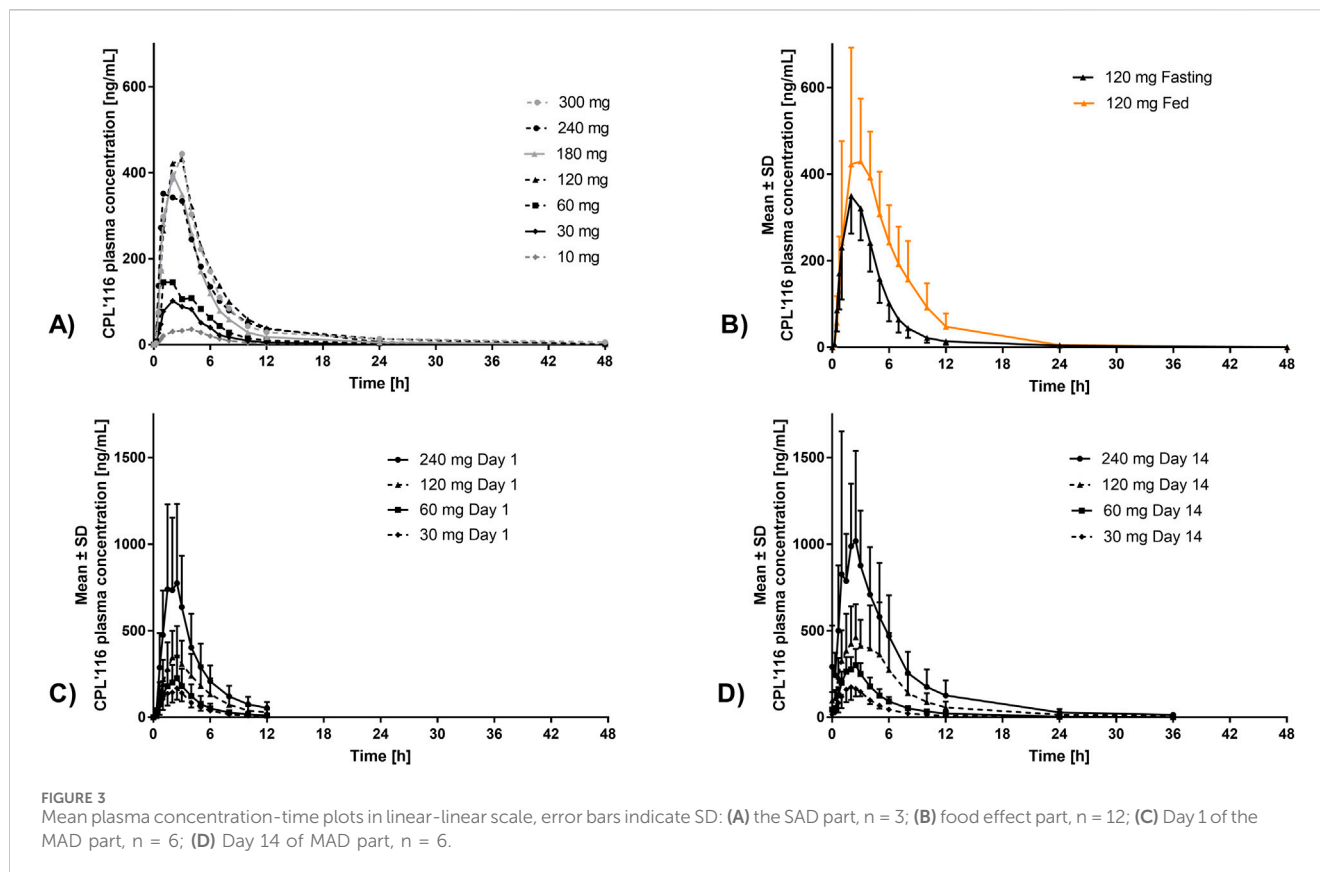 A)
CPL'116 plasma concentration [ng/mL]
600
400
200
0
0 6 12 18 24 30 36 42 48
Time [h]
300 mg
240 mg
180 mg
120 mg
60 mg
30 mg
10 mg
B)
Mean ± SD
CPL'116 plasma concentration [ng/mL]
600
400
200
0
0 6 12 18 24 30 36 42 48
Time [h]
120 mg Fasting
120 mg Fed
C)
Mean ± SD
CPL'116 plasma concentration [ng/mL]
1500
1000
500
0
0 6 12 18 24 30 36 42 48
Time [h]
240 mg Day 1
120 mg Day 1
60 mg Day 1
30 mg Day 1
D)
Mean ± SD
CPL'116 plasma concentration [ng/mL]
1500
1000
500
0
0 6 12 18 24 30 36 42 48
Time [h]
240 mg Day 14
120 mg Day 14
60 mg Day 14
30 mg Day 14
FIGURE 3
Mean plasma concentration-time plots in linear-linear scale, error bars indicate SD: (A) the SAD part, n = 3; (B) food effect part, n = 12; (C) Day 1 of the
MAD part, n = 6; (D) Day 14 of MAD part, n = 6.